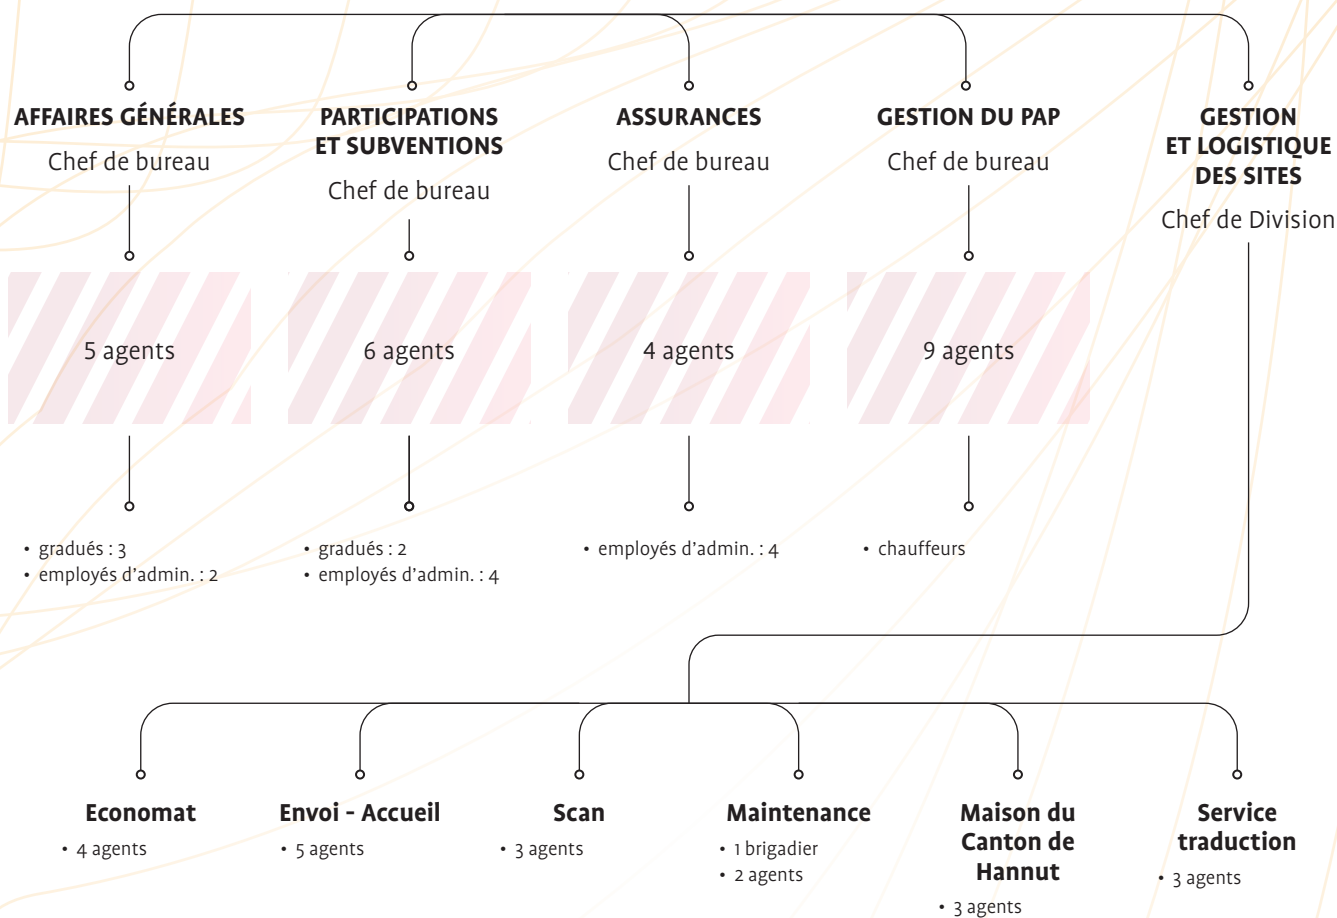 AFFAIRES GÉNÉRALES
Chef de bureau
5 agents
• gradués : 3
• employés d'admin. : 2
PARTICIPATIONS
ET SUBVENTIONS
Chef de bureau
6 agents
• gradués : 2
• employés d'admin. : 4
ASSURANCES
Chef de bureau
4 agents
• employés d'admin. : 4
GESTION DU PAP
Chef de bureau
9 agents
• chauffeurs
GESTION
ET LOGISTIQUE
DES SITES
Chef de Division
Economat
• 4 agents
Envoi - Accueil
• 5 agents
Scan
• 3 agents
Maintenance
• 1 brigadier
• 2 agents
Maison du
Canton de
Hannut
• 3 agents
Service
traduction
• 3 agents